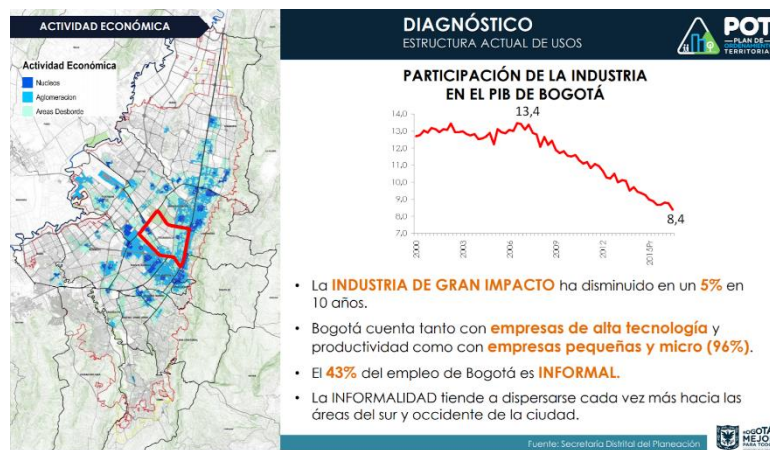 ACTIVIDAD ECONÓMICA
Actividad Económica
Nucleos
Aglomeracion
Areas Desborde
DIAGNÓSTICO
ESTRUCTURA ACTUAL DE USOS
POT
PLAN DE
ORDENAMIENTO
TERRITORIAL
PARTICIPACIÓN DE LA INDUSTRIA
EN EL PIB DE BOGOTÁ
14,0
13,0
12,0
11,0
10,0
9,0
8,0
7,0
13,4
8,4
2000
2003
2006
2009
2012
2015Pr
• La INDUSTRIA DE GRAN IMPACTO ha disminuido en un 5% en
10 años.
• Bogotá cuenta tanto con empresas de alta tecnología y
productividad como con empresas pequeñas y micro (96%).
• El 43% del empleo de Bogotá es INFORMAL.
• La INFORMALIDAD tiende a dispersarse cada vez más hacia las
áreas del sur y occidente de la ciudad.
Fuente: Secretaría Distrital del Planeación
BOGOTÁ
MEJOR
PARA TODOS